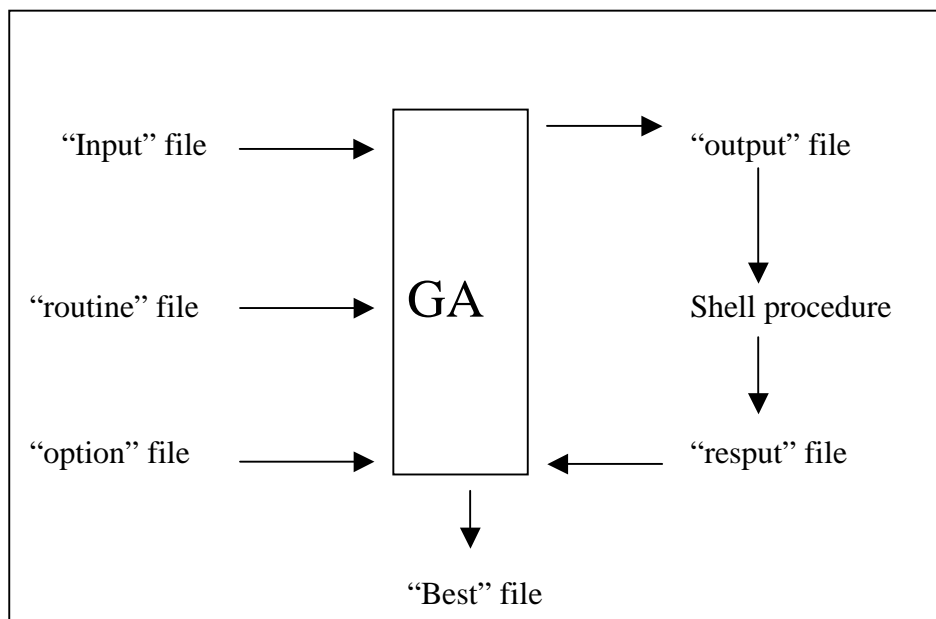 “Input” file
“output” file
“routine” file
GA
Shell procedure
“option” file
“resput” file
“Best” file